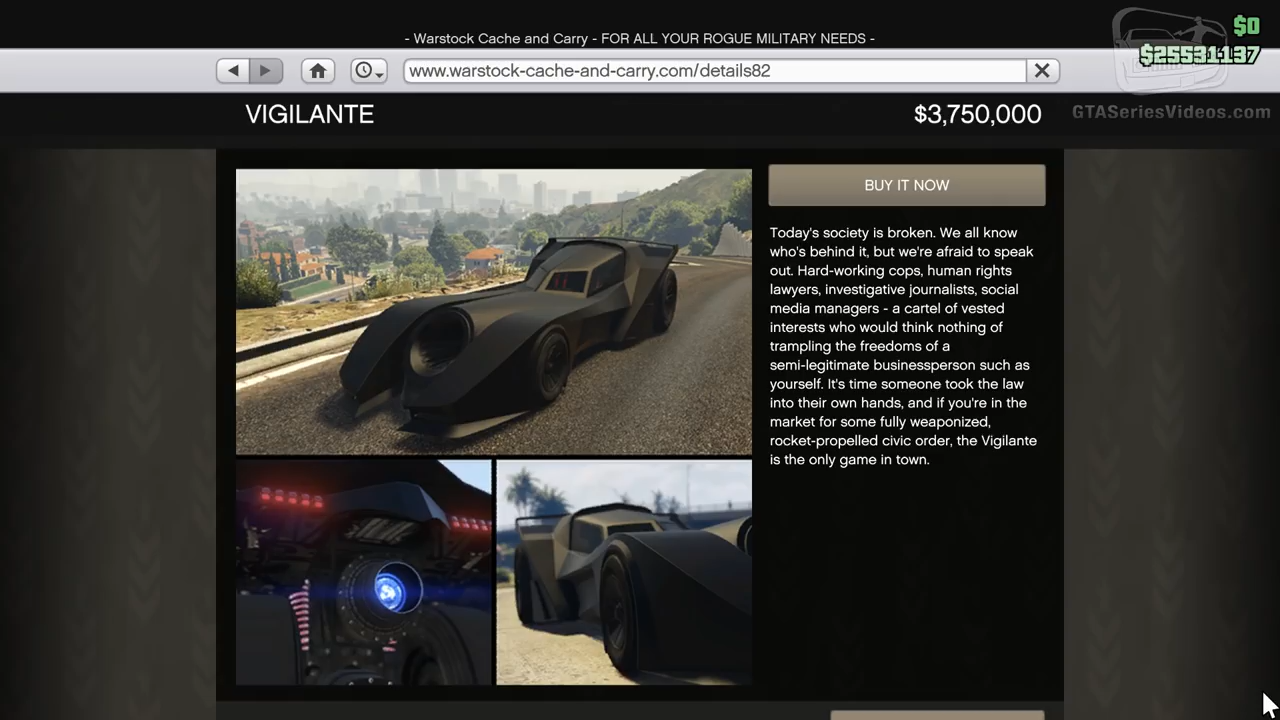 $0
- Warstock Cache and Carry - FOR ALL YOUR ROGUE MILITARY NEEDS -
$25531137
www.warstock-cache-and-carry.com/details82
VIGILANTE
$3,750,000
GTASeriesVideos.com
BUY IT NOW
Today's society is broken. We all know
who's behind it, but we're afraid to speak
out. Hard-working cops, human rights
lawyers, investigative journalists, social
media managers - a cartel of vested
interests who would think nothing of
trampling the freedoms of a
semi-legitimate businessperson such as
yourself. It's time someone took the law
into their own hands, and if you're in the
market for some fully weaponized,
rocket-propelled civic order, the Vigilante
is the only game in town.